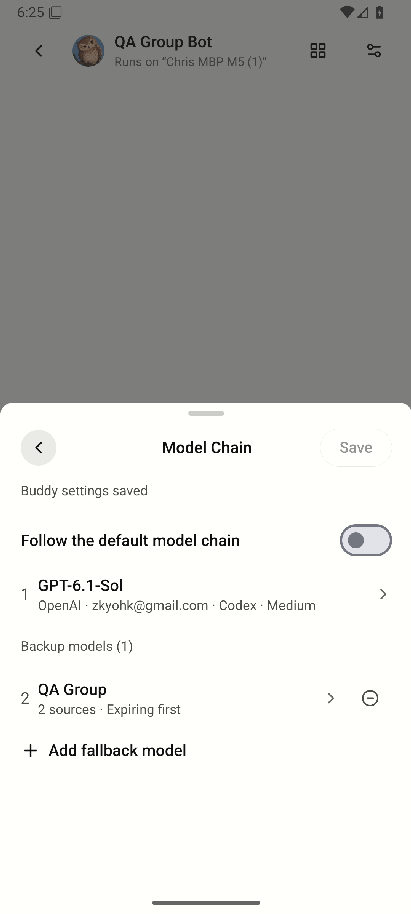 6:25
QA Group Bot
Runs on "Chris MBP M5 (1)"
Model Chain
Save
Buddy settings saved
Follow the default model chain
1 GPT-6.1-Sol
OpenAI · zkyohk@gmail.com · Codex · Medium
Backup models (1)
2 QA Group
2 sources · Expiring first
Add fallback model